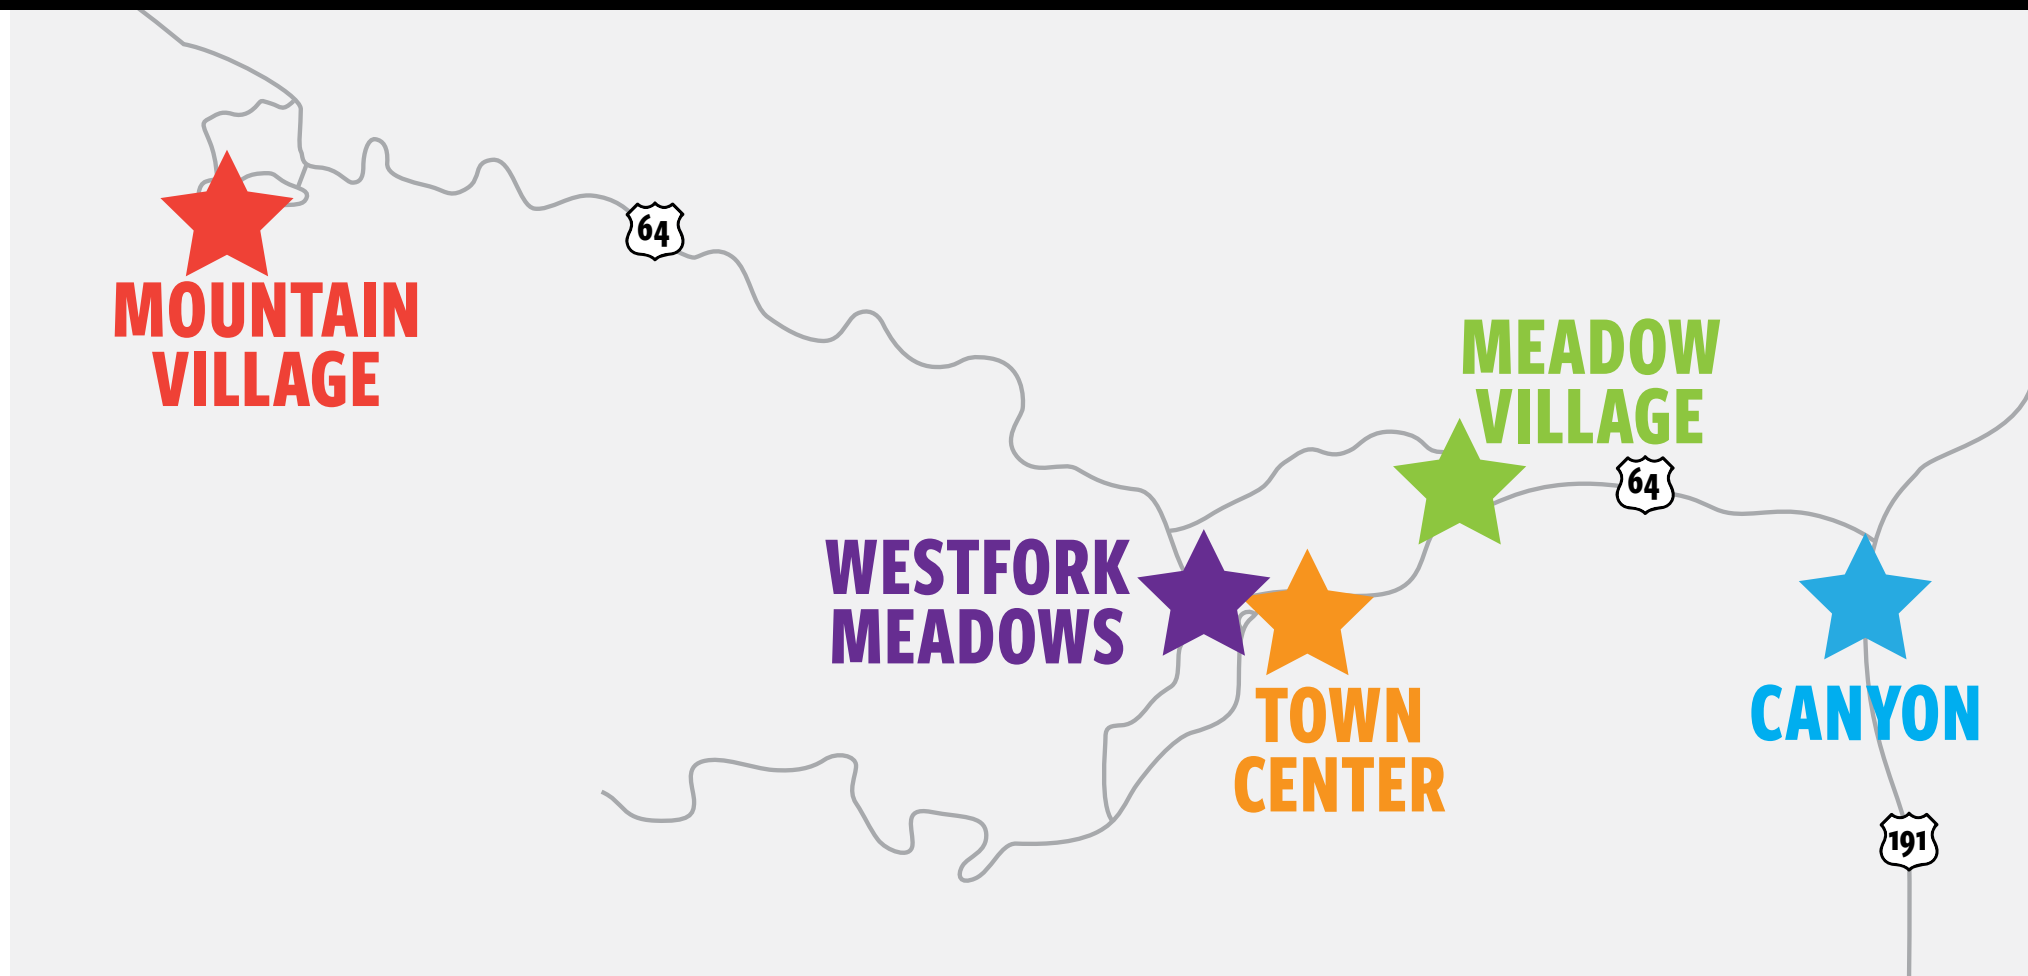 64
MOUNTAIN
VILLAGE
MEADOW
VILLAGE
64
WESTFORK
MEADOWS
TOWN
CENTER
CANYON
191